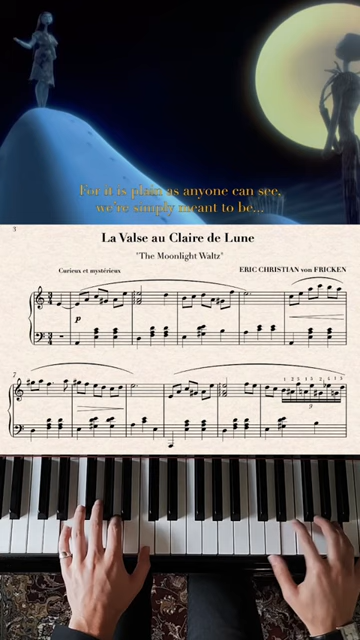 For it is plain as anyone can see,
we're simply meant to be...
La Valse au Claire de Lune
"The Moonlight Waltz"
Curieux et mystérieux
ERIC CHRISTIAN von FRICKEN
p
7